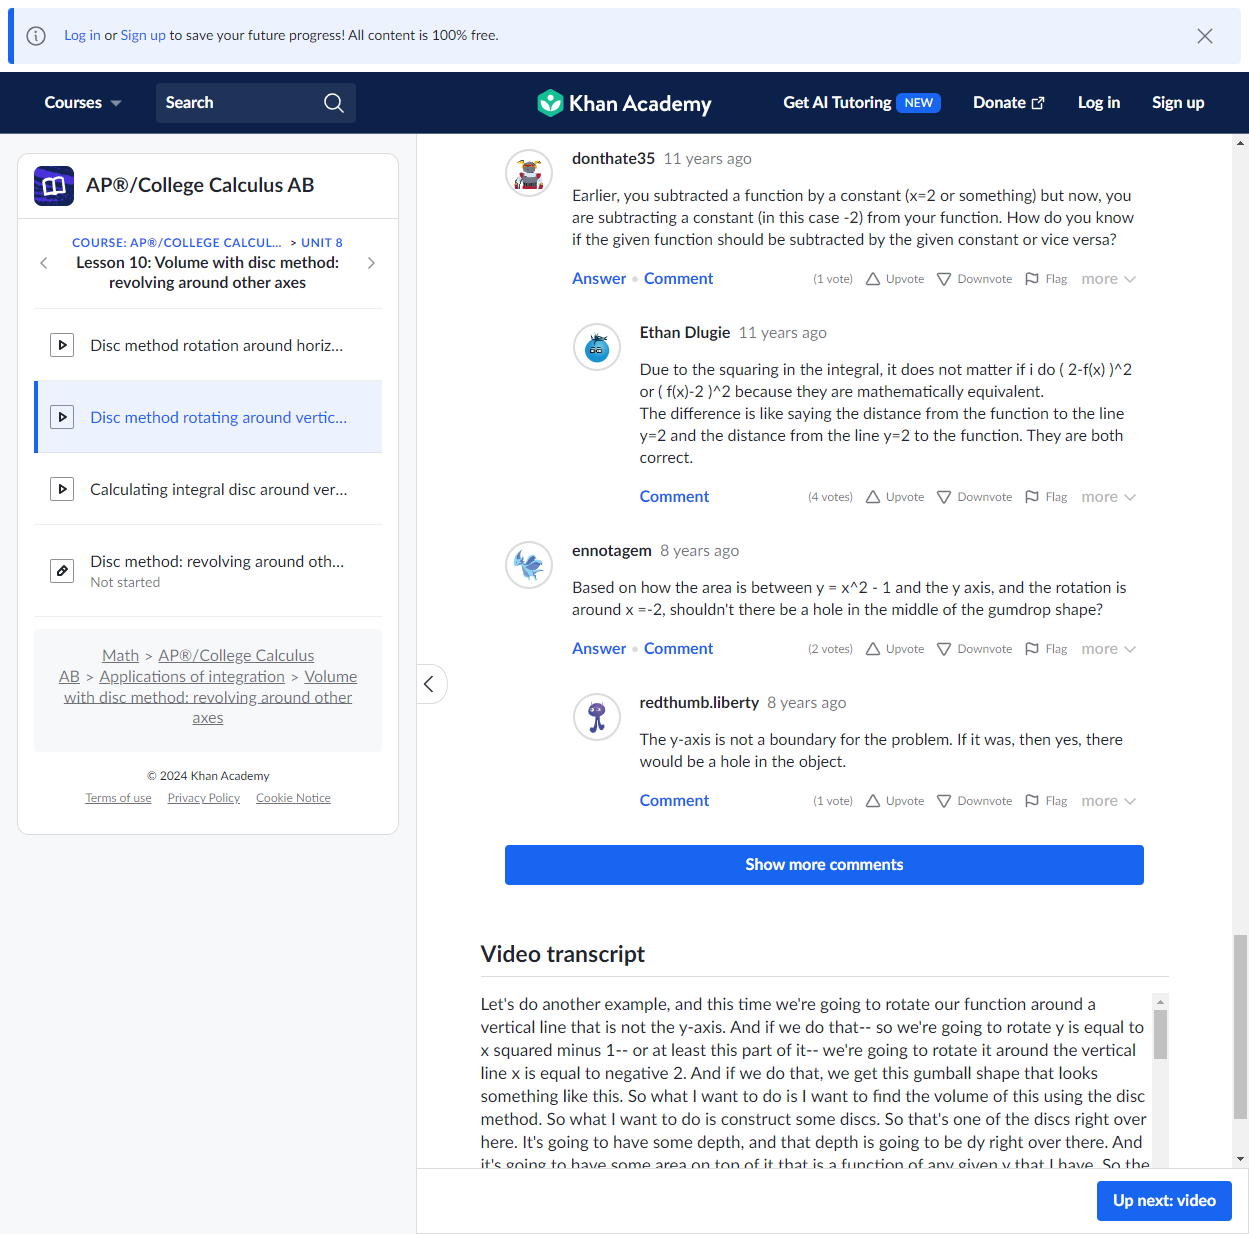 Log in or Sign up to save your future progress! All content is 100% free.
Courses
Search
Khan Academy
Get AI Tutoring NEW
Donate
Log in
Sign up
AP®/College Calculus AB
COURSE: AP®/COLLEGE CALCUL... > UNIT 8
Lesson 10: Volume with disc method:
revolving around other axes
Disc method rotation around horiz...
Disc method rotating around vertic...
Calculating integral disc around ver...
Disc method: revolving around oth...
Not started
Math > AP®/College Calculus
AB > Applications of integration > Volume
with disc method: revolving around other
axes
© 2024 Khan Academy
Terms of use Privacy Policy Cookie Notice
donthate35 11 years ago
Earlier, you subtracted a function by a constant (x=2 or something) but now, you
are subtracting a constant (in this case -2) from your function. How do you know
if the given function should be subtracted by the given constant or vice versa?
Answer • Comment (1 vote) Upvote Downvote Flag more
Ethan Dlugie 11 years ago
Due to the squaring in the integral, it does not matter if i do ( 2-f(x) )^2
or ( f(x)-2 )^2 because they are mathematically equivalent.
The difference is like saying the distance from the function to the line
y=2 and the distance from the line y=2 to the function. They are both
correct.
Comment (4 votes) Upvote Downvote Flag more
ennotagem 8 years ago
Based on how the area is between y = x^2 - 1 and the y axis, and the rotation is
around x =-2, shouldn't there be a hole in the middle of the gumdrop shape?
Answer • Comment (2 votes) Upvote Downvote Flag more
redthumb.liberty 8 years ago
The y-axis is not a boundary for the problem. If it was, then yes, there
would be a hole in the object.
Comment (1 vote) Upvote Downvote Flag more
Show more comments
Video transcript
Let's do another example, and this time we're going to rotate our function around a
vertical line that is not the y-axis. And if we do that-- so we're going to rotate y is equal to
x squared minus 1-- or at least this part of it-- we're going to rotate it around the vertical
line x is equal to negative 2. And if we do that, we get this gumball shape that looks
something like this. So what I want to do is I want to find the volume of this using the disc
method. So what I want to do is construct some discs. So that's one of the discs right over
here. It's going to have some depth, and that depth is going to be dy right over there. And
it's going to have some area on top of it that is a function of any given y that I have. So the
Up next: video